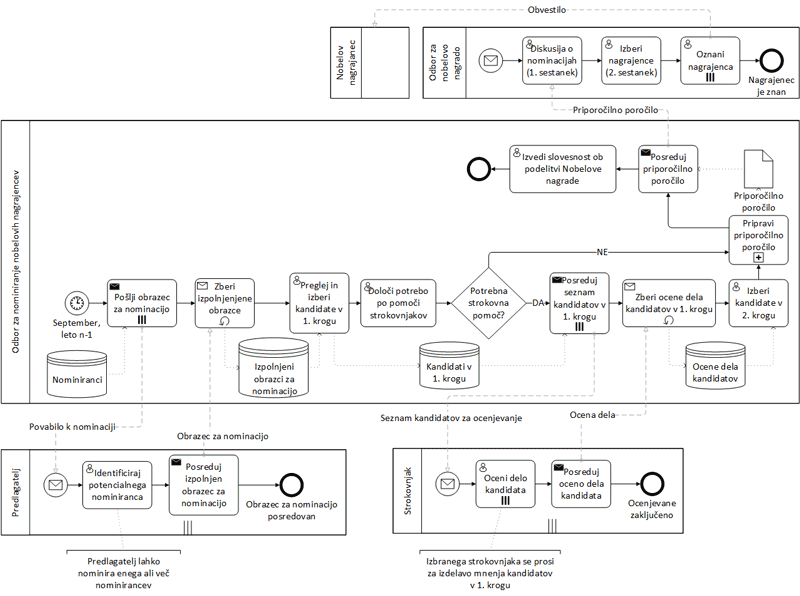 Obvestilo
Nobelov
nagrajenec
Odbor za
nobelovo
nagrado
Diskusija o
nominacijah
(1. sestanek)
Izberi
nagrajence
(2. sestanek)
Oznani
nagrajenca
Nagrajenec
je znan
Priporočilno poročilo
Odbor za nominiranje nobelovih nagrajencev
Izvedi slovesnost ob
podelitvi Nobelove
nagrade
Posreduj
priporočilno
poročilo
Priporočilno
poročilo
Pripravi
priporočilno
poročilo
NE
September,
leto n-1
Pošlji obrazec
za nominacijo
Zberi
izpolnjenjene
obrazce
Preglej in
izberi
kandidate v
1. krogu
Določi potrebo
po pomoči
strokovnjakov
Potrebna
strokovna
pomoč?
DA
Posreduj
seznam
kandidatov v
1. krogu
Zberi ocene dela
kandidatov v 1. krogu
Izberi
kandidate v
2. krogu
Nominiranci
Izpolnjeni
obrazci za
nominacijo
Kandidati v
1. krogu
Ocene dela
kandidatov
Povabilo k nominaciji
Obrazec za nominacijo
Seznam kandidatov za ocenjevanje
Ocena dela
Predlagatelj
Identificiraj
potencialnega
nominiranca
Posreduj
izpolnjen
obrazec za
nominacijo
Obrazec za nominacijo
posredovan
Predlagatelj lahko
nominira enega ali več
nominirancev
Strokovnjak
Oceni delo
kandidata
Posreduj
oceno dela
kandidata
Ocenjevane
zaključeno
Izbranega strokovnjaka se prosi
za izdelavo mnenja kandidatov
v 1. krogu